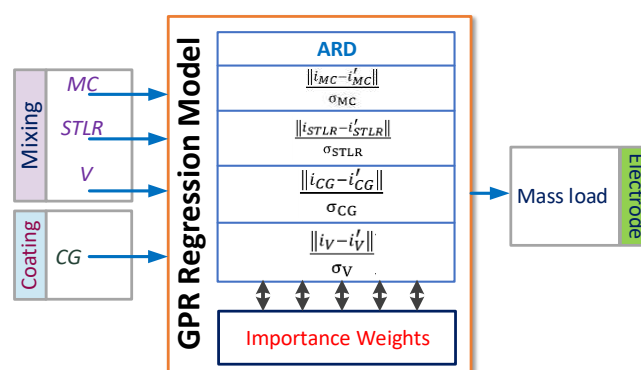 Mixing
MC
STLR
V
Coating
CG
GPR Regression Model
ARD
‖i_MC−i′_MC‖
σ_MC
‖i_STLR−i′_STLR‖
σ_STLR
‖i_CG−i′_CG‖
σ_CG
‖i_V−i′_V‖
σ_V
Importance Weights
Mass load
Electrode